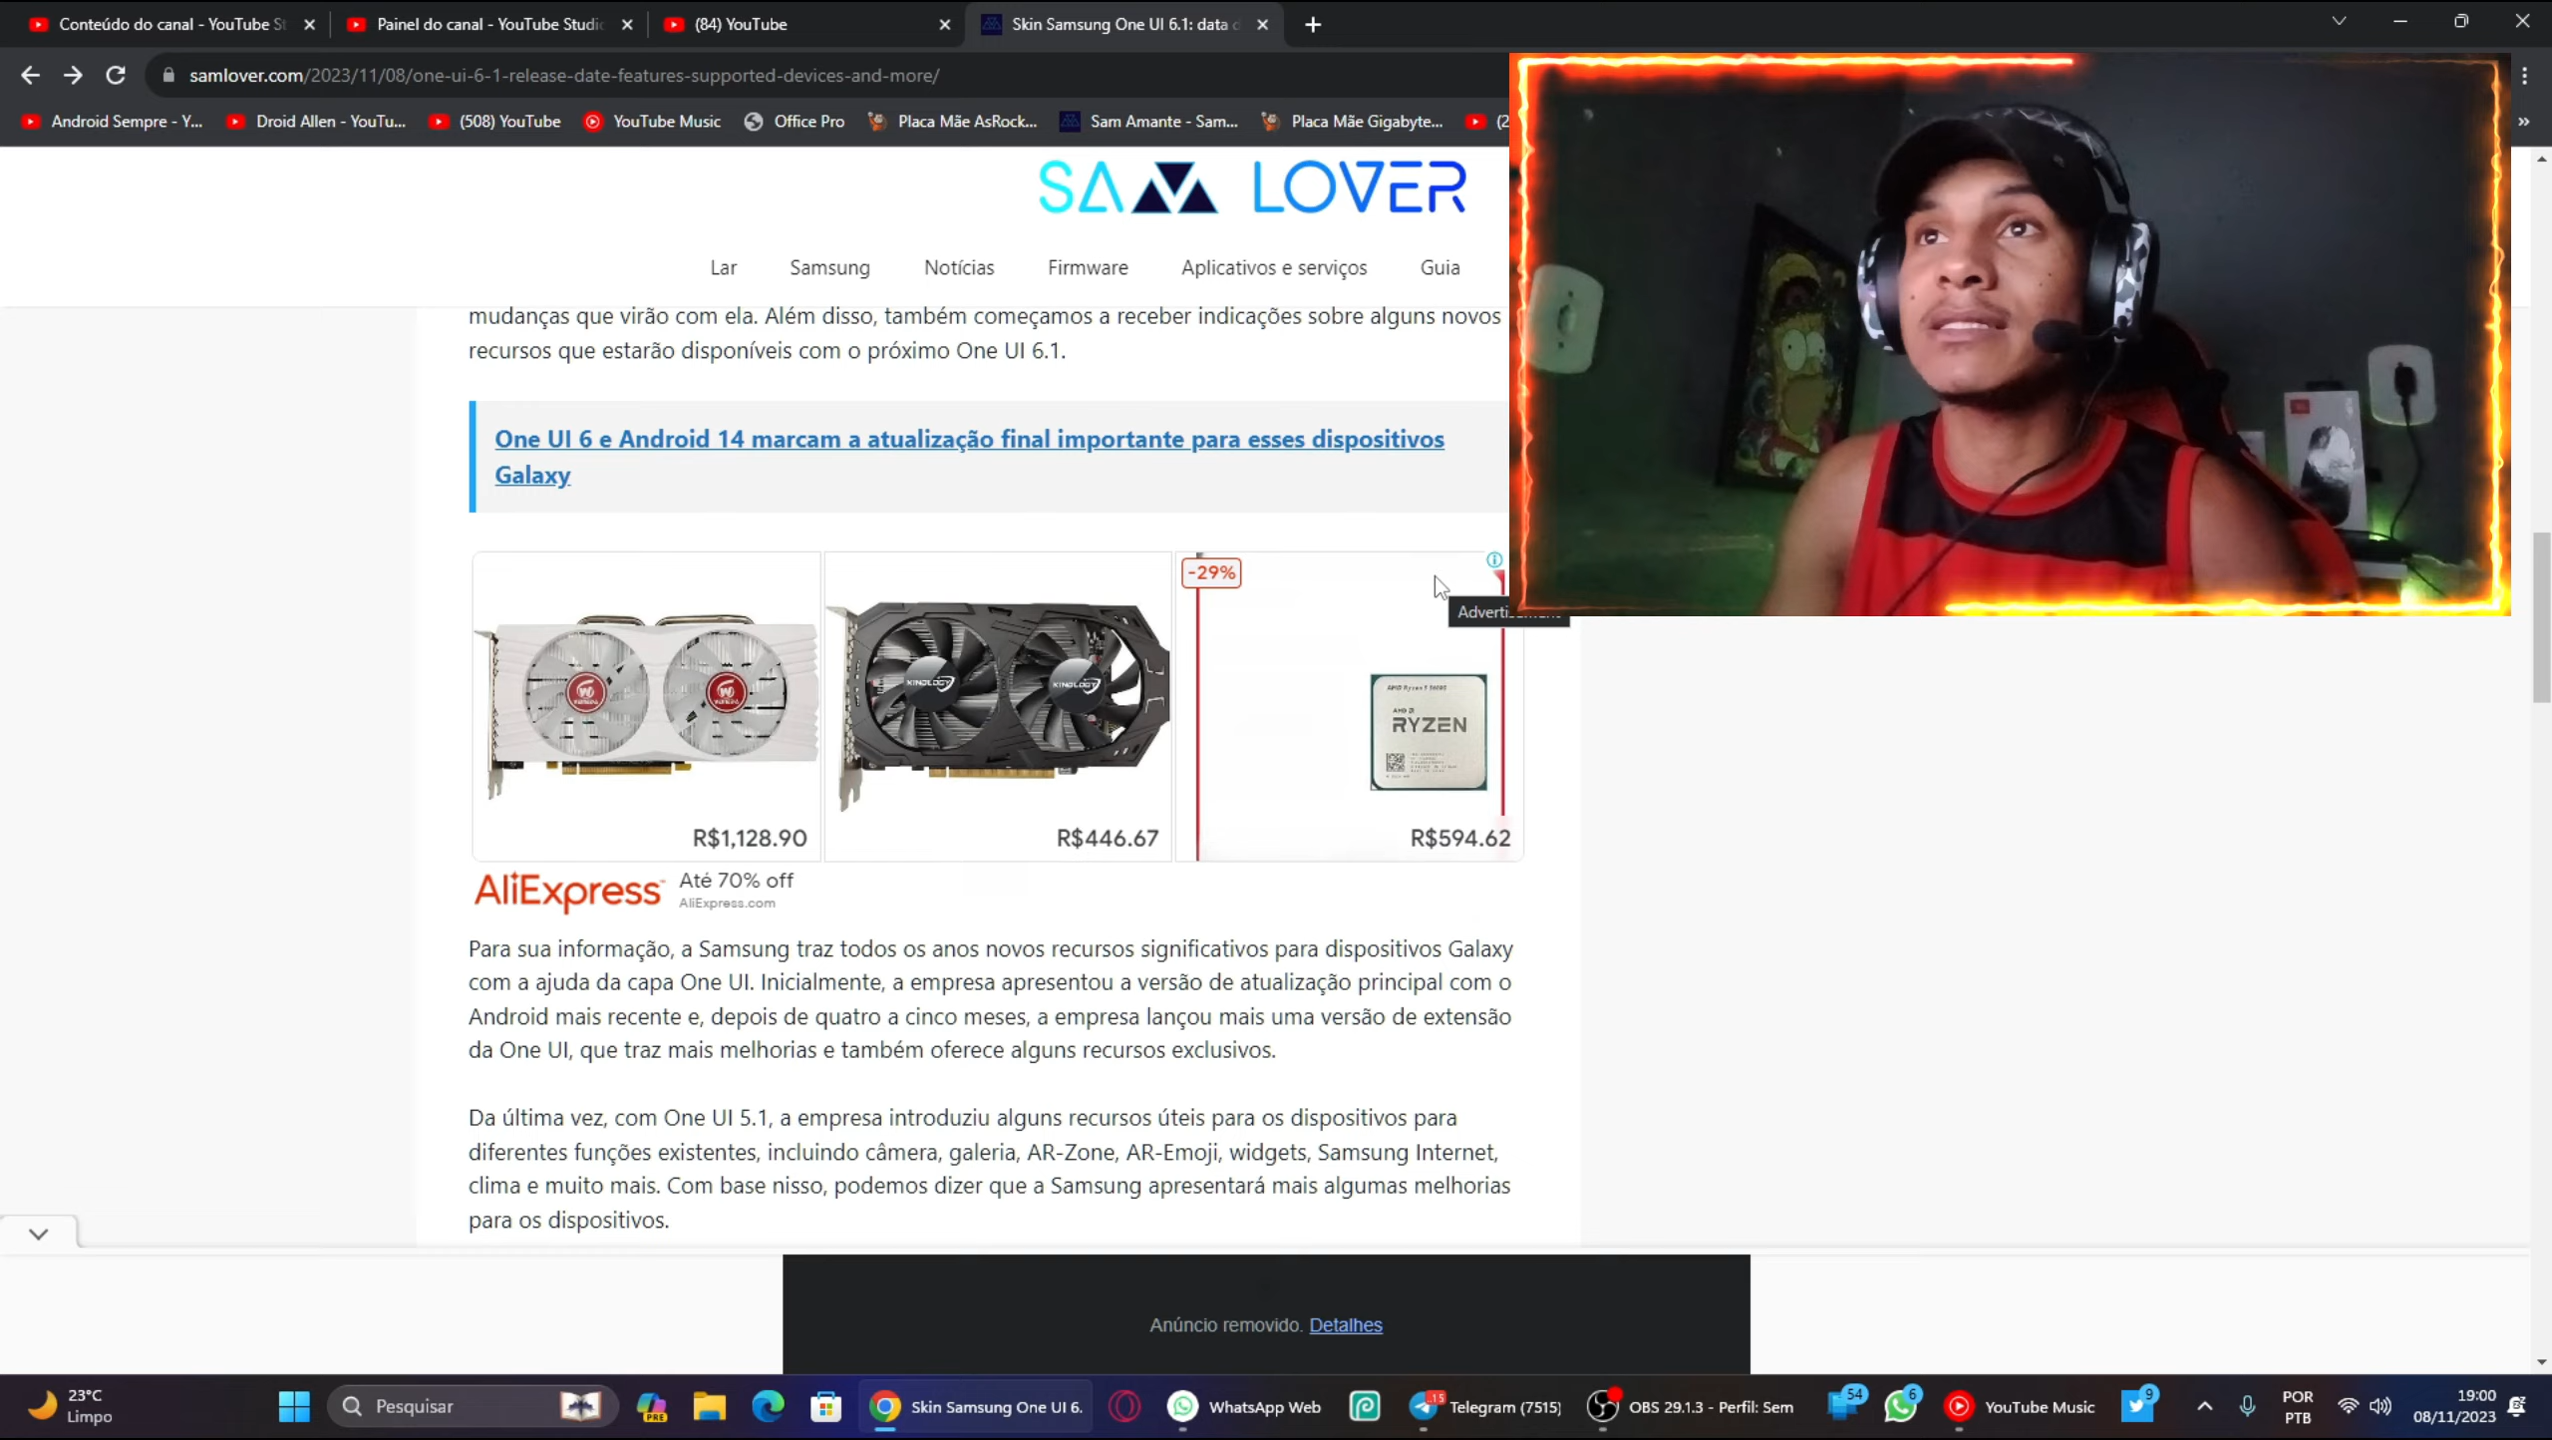 Conteúdo do canal - YouTube St
Painel do canal - YouTube Studi
(84) YouTube
Skin Samsung One UI 6.1: data d
samlover.com/2023/11/08/one-ui-6-1-release-date-features-supported-devices-and-more/
Android Sempre - Y...
Droid Allen - YouTu...
(508) YouTube
YouTube Music
Office Pro
Placa Mãe AsRock...
Sam Amante - Sam...
Placa Mãe Gigabyte...
SAM LOVER
Lar
Samsung
Notícias
Firmware
Aplicativos e serviços
Guia
mudanças que virão com ela. Além disso, também começamos a receber indicações sobre alguns novos
recursos que estarão disponíveis com o próximo One UI 6.1.
One UI 6 e Android 14 marcam a atualização final importante para esses dispositivos
Galaxy
-29%
KINOLOGY KINOLOGY
AMD
RYZEN
R$1,128.90
R$446.67
R$594.62
AliExpress
Até 70% off
AliExpress.com
Para sua informação, a Samsung traz todos os anos novos recursos significativos para dispositivos Galaxy
com a ajuda da capa One UI. Inicialmente, a empresa apresentou a versão de atualização principal com o
Android mais recente e, depois de quatro a cinco meses, a empresa lançou mais uma versão de extensão
da One UI, que traz mais melhorias e também oferece alguns recursos exclusivos.
Da última vez, com One UI 5.1, a empresa introduziu alguns recursos úteis para os dispositivos para
diferentes funções existentes, incluindo câmera, galeria, AR-Zone, AR-Emoji, widgets, Samsung Internet,
clima e muito mais. Com base nisso, podemos dizer que a Samsung apresentará mais algumas melhorias
para os dispositivos.
Anúncio removido. Detalhes
23°C
Limpo
Pesquisar
PRE
Skin Samsung One UI 6.
WhatsApp Web
15
Telegram (7515)
OBS 29.1.3 - Perfil: Sem
54
6
YouTube Music
9
POR
PTB
19:00
08/11/2023